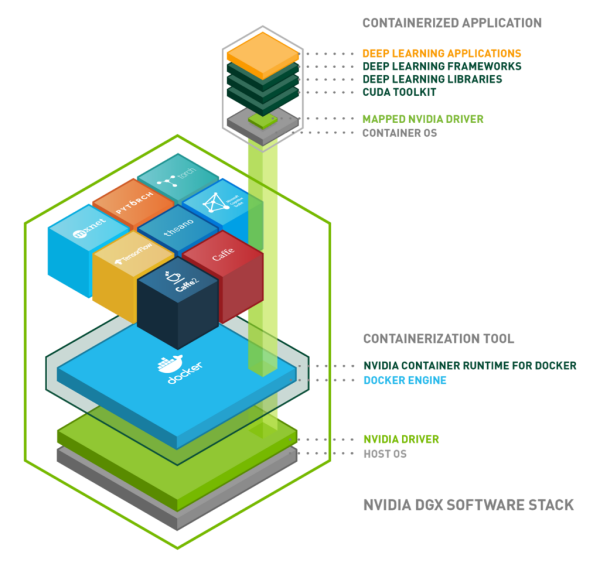 CONTAINERIZED APPLICATION
DEEP LEARNING APPLICATIONS
DEEP LEARNING FRAMEWORKS
DEEP LEARNING LIBRARIES
CUDA TOOLKIT
MAPPED NVIDIA DRIVER
CONTAINER OS
torch
PYTORCH
mxnet
theano
TensorFlow
Caffe
Caffe2
docker
CONTAINERIZATION TOOL
NVIDIA CONTAINER RUNTIME FOR DOCKER
DOCKER ENGINE
NVIDIA DRIVER
HOST OS
NVIDIA DGX SOFTWARE STACK